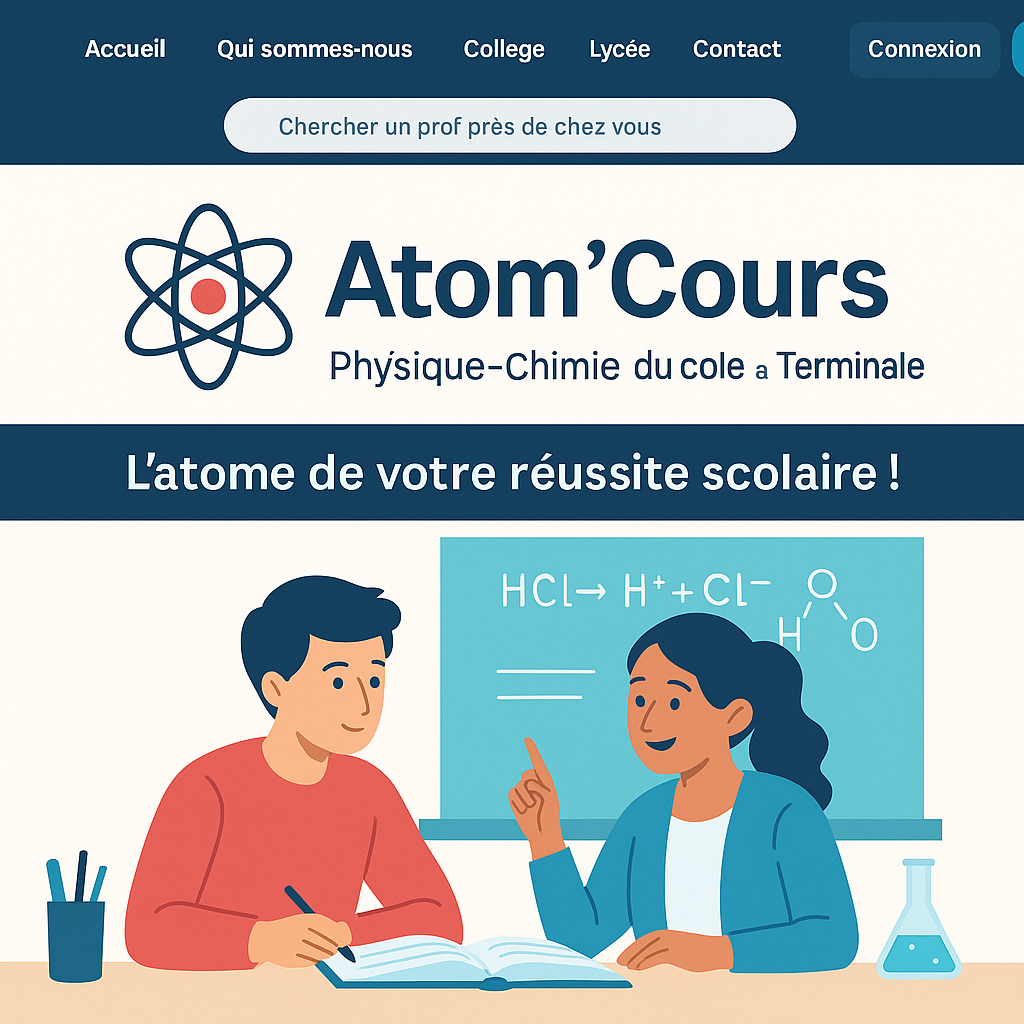 Accueil Qui sommes-nous College Lycée Contact Connexion
Chercher un prof près de chez vous
Atom’Cours
Physique-Chimie du cole a Terminale
L’atome de votre réussite scolaire !
HCl→ H⁺+Cl⁻
O
H O